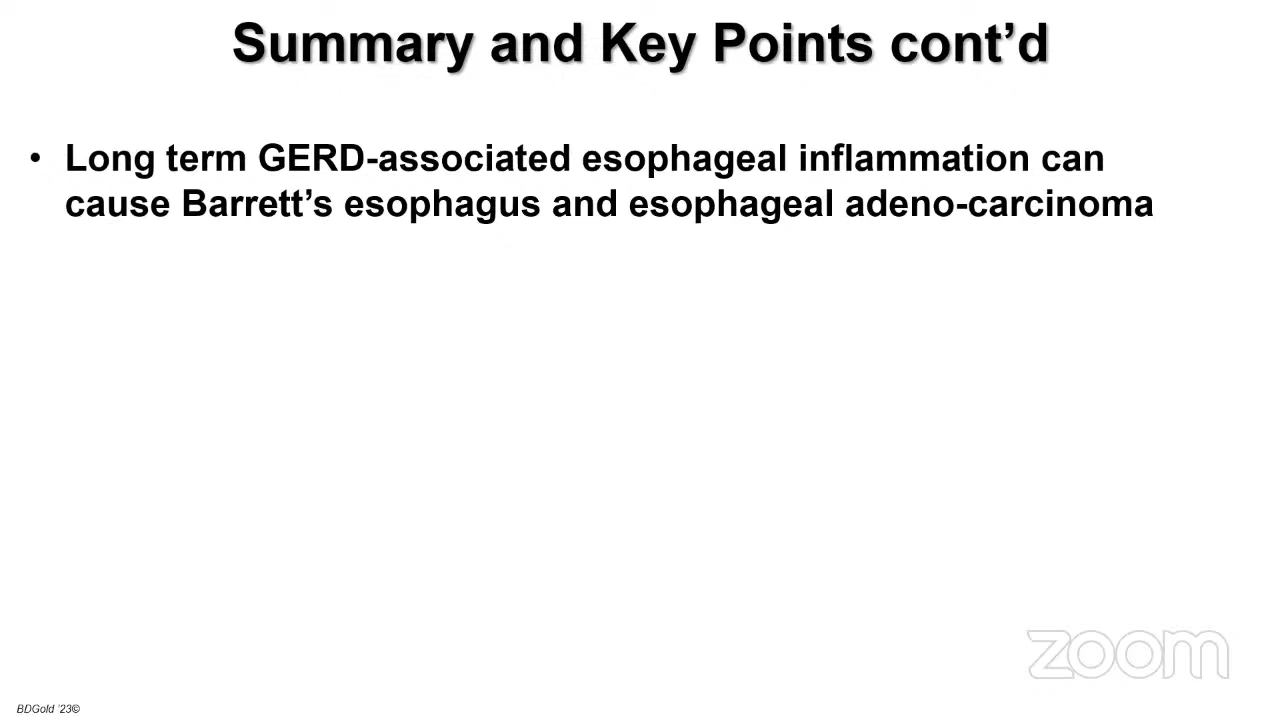 Summary and Key Points cont’d
• Long term GERD-associated esophageal inflammation can
cause Barrett’s esophagus and esophageal adeno-carcinoma
zoom
BDGold ’23©